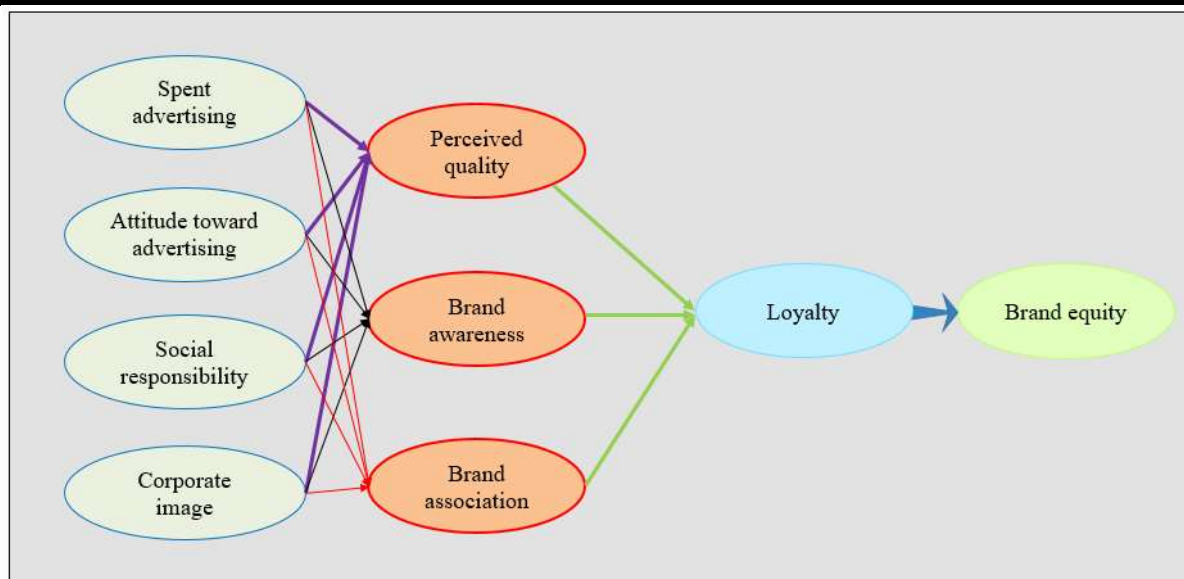 Spent
advertising
Attitude toward
advertising
Social
responsibility
Corporate
image
Perceived
quality
Brand
awareness
Brand
association
Loyalty
Brand equity